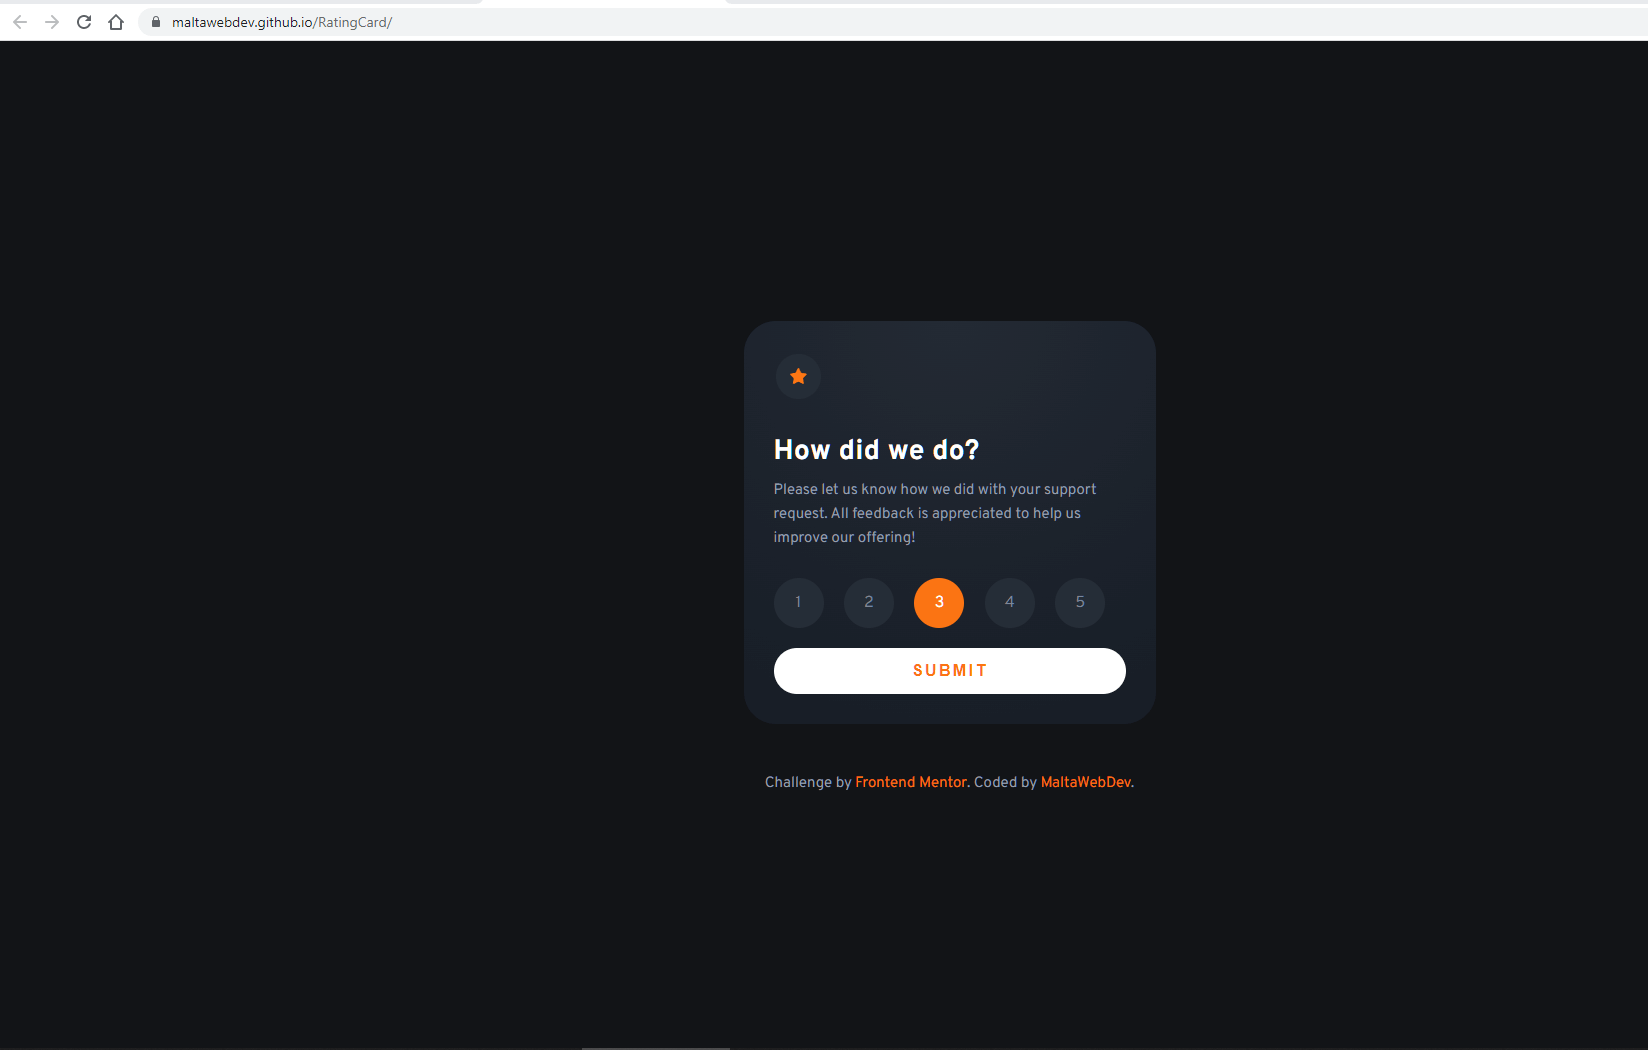 maltawebdev.github.io/RatingCard/
How did we do?
Please let us know how we did with your support
request. All feedback is appreciated to help us
improve our offering!
1 2 3 4 5
SUBMIT
Challenge by Frontend Mentor. Coded by MaltaWebDev.